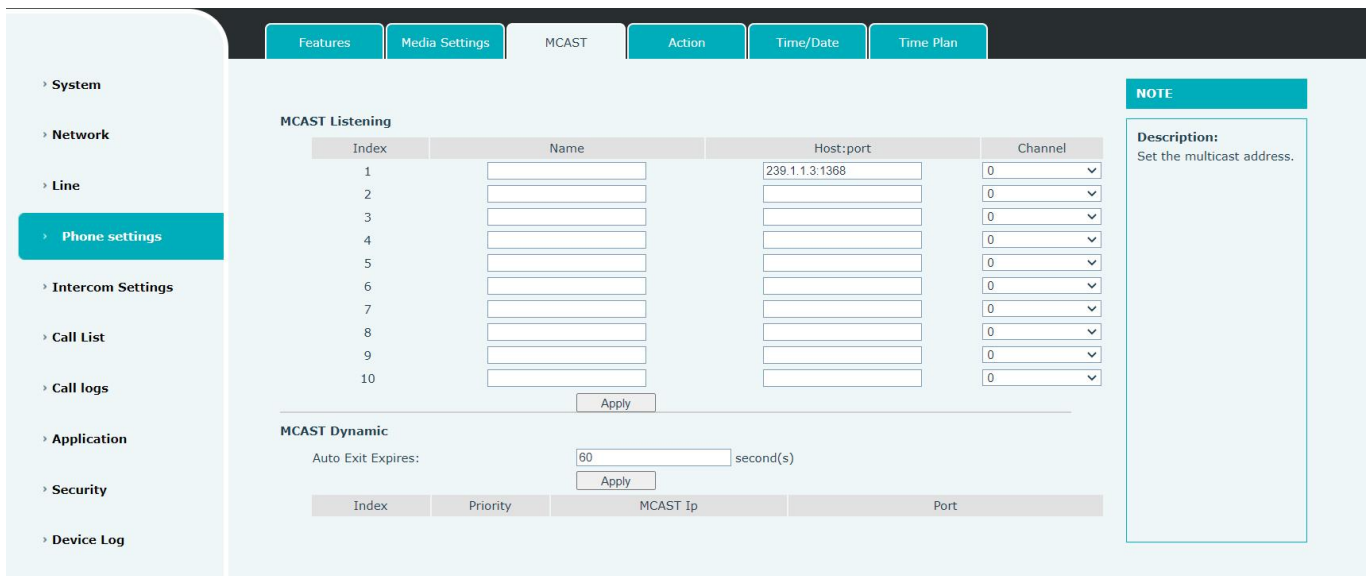 Features Media Settings MCAST Action Time/Date Time Plan
› System
› Network
› Line
› Phone settings
› Intercom Settings
› Call List
› Call logs
› Application
› Security
› Device Log
MCAST Listening
Index Name Host:port Channel
1 239.1.1.3:1368 0
2 0
3 0
4 0
5 0
6 0
7 0
8 0
9 0
10 0
Apply
MCAST Dynamic
Auto Exit Expires: 60 second(s)
Apply
Index Priority MCAST Ip Port
NOTE
Description:
Set the multicast address.